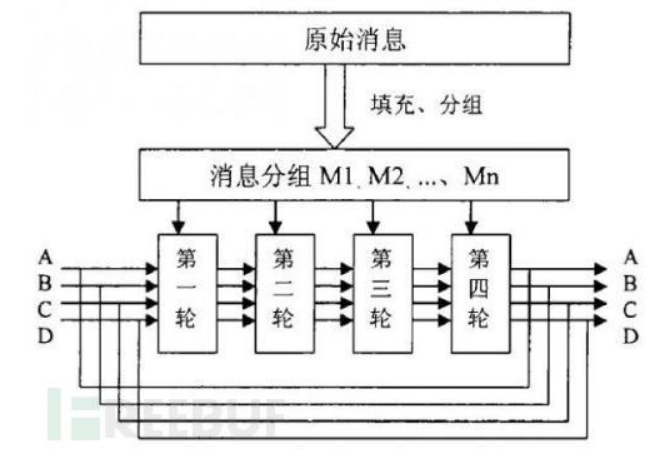 原始消息
填充、分组
消息分组 M1、M2、...、Mn
A
B
C
D
第一轮
第二轮
第三轮
第四轮
A
B
C
D
FREEBUF